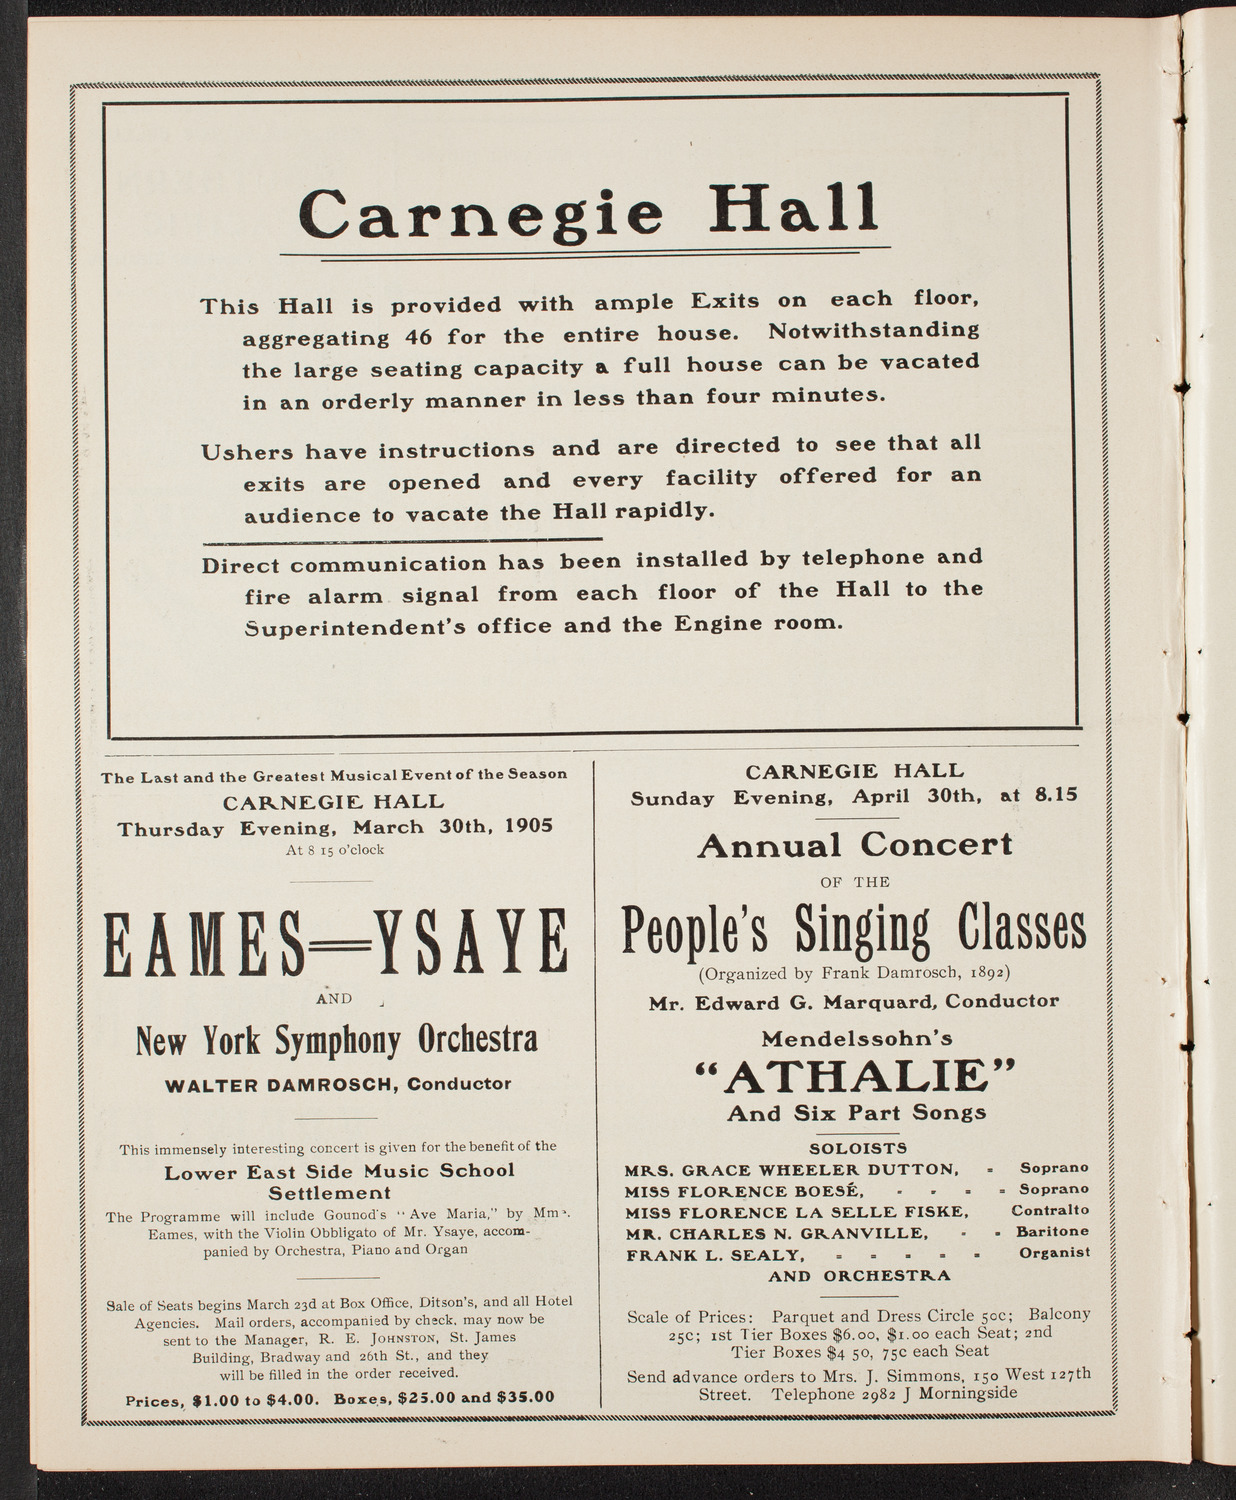 Carnegie Hall
This Hall is provided with ample Exits on each floor,
aggregating 46 for the entire house. Notwithstanding
the large seating capacity a full house can be vacated
in an orderly manner in less than four minutes.
Ushers have instructions and are directed to see that all
exits are opened and every facility offered for an
audience to vacate the Hall rapidly.
Direct communication has been installed by telephone and
fire alarm signal from each floor of the Hall to the
Superintendent's office and the Engine room.
The Last and the Greatest Musical Event of the Season
CARNEGIE HALL
Thursday Evening, March 30th, 1905
At 8 15 o'clock
EAMES—YSAYE
AND
New York Symphony Orchestra
WALTER DAMROSCH, Conductor
This immensely interesting concert is given for the benefit of the
Lower East Side Music School
Settlement
The Programme will include Gounod's "Ave Maria," by Mme.
Eames, with the Violin Obbligato of Mr. Ysaye, accom-
panied by Orchestra, Piano and Organ
Sale of Seats begins March 23d at Box Office, Ditson's, and all Hotel
Agencies. Mail orders, accompanied by check, may now be
sent to the Manager, R. E. JOHNSTON, St. James
Building, Bradway and 26th St., and they
will be filled in the order received.
Prices, $1.00 to $4.00. Boxes, $25.00 and $35.00
CARNEGIE HALL
Sunday Evening, April 30th, at 8.15
Annual Concert
OF THE
People's Singing Classes
(Organized by Frank Damrosch, 1892)
Mr. Edward G. Marquard, Conductor
Mendelssohn's
"ATHALIE"
And Six Part Songs
SOLOISTS
MRS. GRACE WHEELER DUTTON, - Soprano
MISS FLORENCE BOESÉ, - - - - Soprano
MISS FLORENCE LA SELLE FISKE, Contralto
MR. CHARLES N. GRANVILLE, - - Baritone
FRANK L. SEALY, - - - - - Organist
AND ORCHESTRA
Scale of Prices: Parquet and Dress Circle 50c; Balcony
25c; 1st Tier Boxes $6.00, $1.00 each Seat; 2nd
Tier Boxes $4 50, 75c each Seat
Send advance orders to Mrs. J. Simmons, 150 West 127th
Street. Telephone 2982 J Morningside